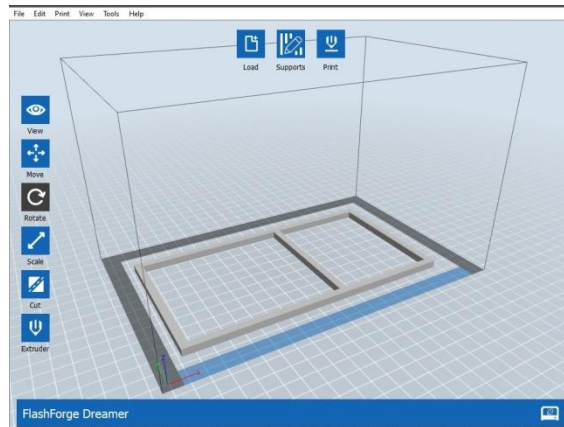 File Edit Print View Tools Help
Load Supports Print
View
Move
Rotate
Scale
Cut
Extruder
FlashForge Dreamer